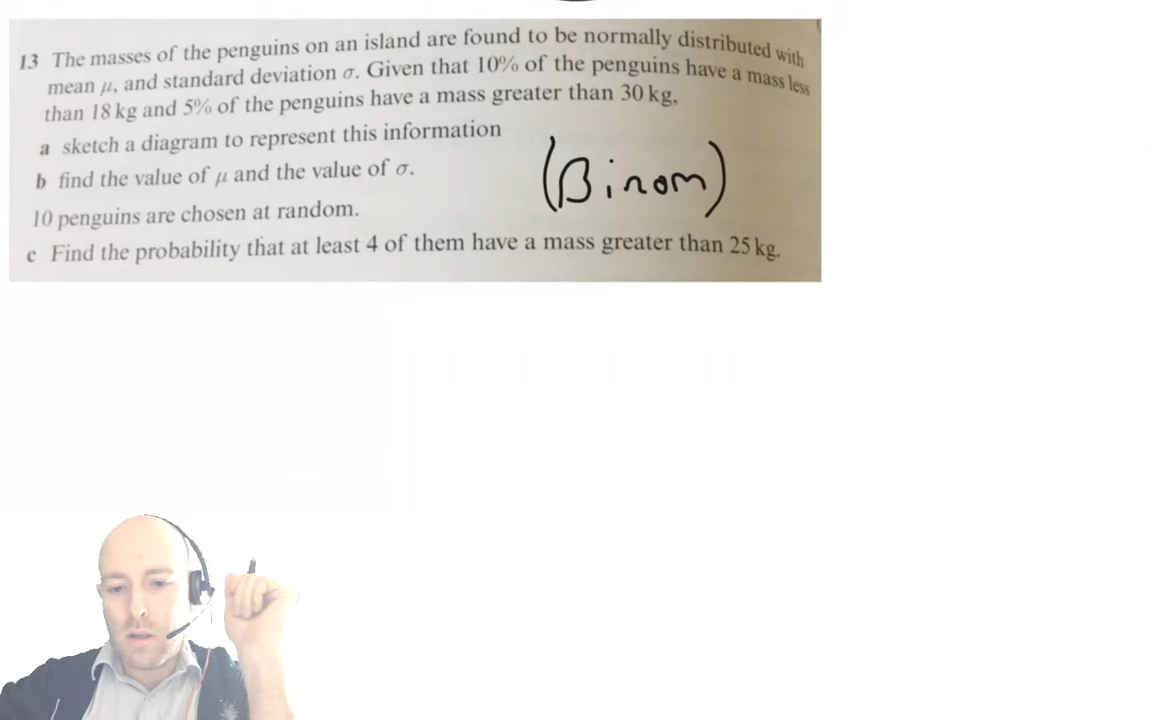 13 The masses of the penguins on an island are found to be normally distributed with
mean μ, and standard deviation σ. Given that 10% of the penguins have a mass less
than 18 kg and 5% of the penguins have a mass greater than 30 kg,
a sketch a diagram to represent this information
b find the value of μ and the value of σ.
(Binom)
10 penguins are chosen at random.
c Find the probability that at least 4 of them have a mass greater than 25 kg.